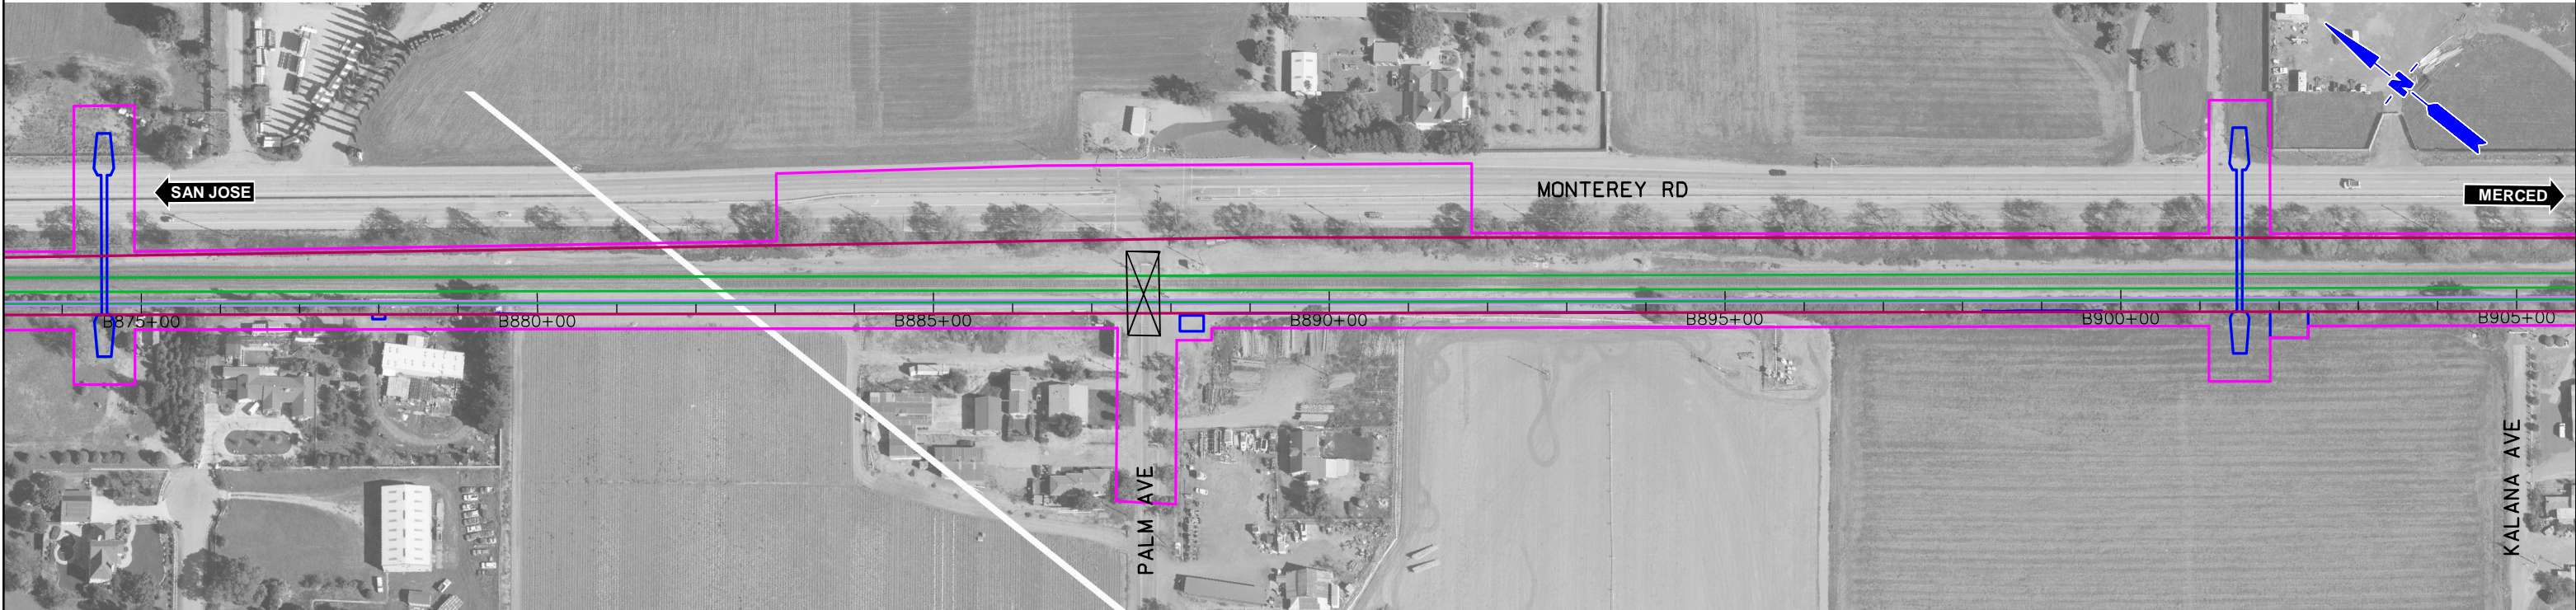 N
SAN JOSE
MONTEREY RD
MERCED
B875+00
B880+00
B885+00
B890+00
B895+00
B900+00
B905+00
PALM AVE
KALANA AVE